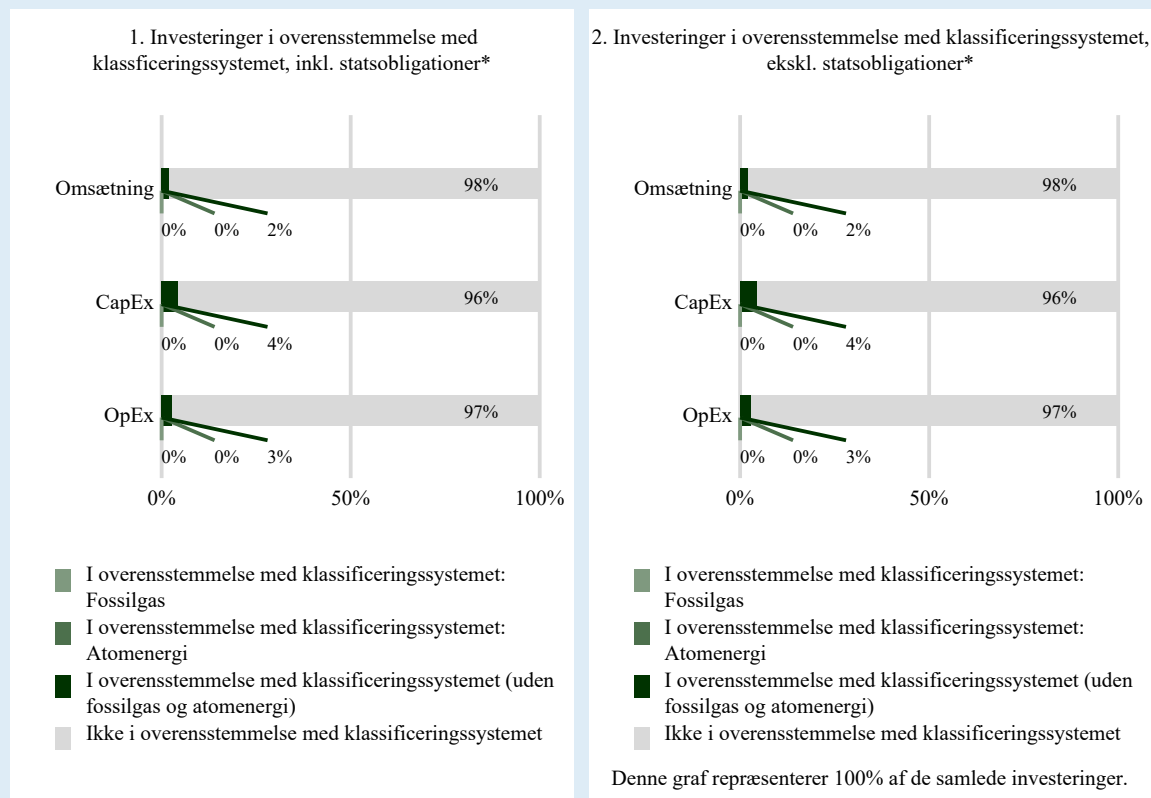 1. Investeringer i overensstemmelse med
klassficeringssystemet, inkl. statsobligationer*
Omsætning
98%
0% 0% 2%
CapEx
96%
0% 0% 4%
OpEx
97%
0% 0% 3%
0% 50% 100%
I overensstemmelse med klassificeringssystemet:
Fossilgas
I overensstemmelse med klassificeringssystemet:
Atomenergi
I overensstemmelse med klassificeringssystemet (uden
fossilgas og atomenergi)
Ikke i overensstemmelse med klassificeringssystemet
2. Investeringer i overensstemmelse med klassificeringssystemet,
ekskl. statsobligationer*
Omsætning
98%
0% 0% 2%
CapEx
96%
0% 0% 4%
OpEx
97%
0% 0% 3%
0% 50% 100%
I overensstemmelse med klassificeringssystemet:
Fossilgas
I overensstemmelse med klassificeringssystemet:
Atomenergi
I overensstemmelse med klassificeringssystemet (uden
fossilgas og atomenergi)
Ikke i overensstemmelse med klassificeringssystemet
Denne graf repræsenterer 100% af de samlede investeringer.